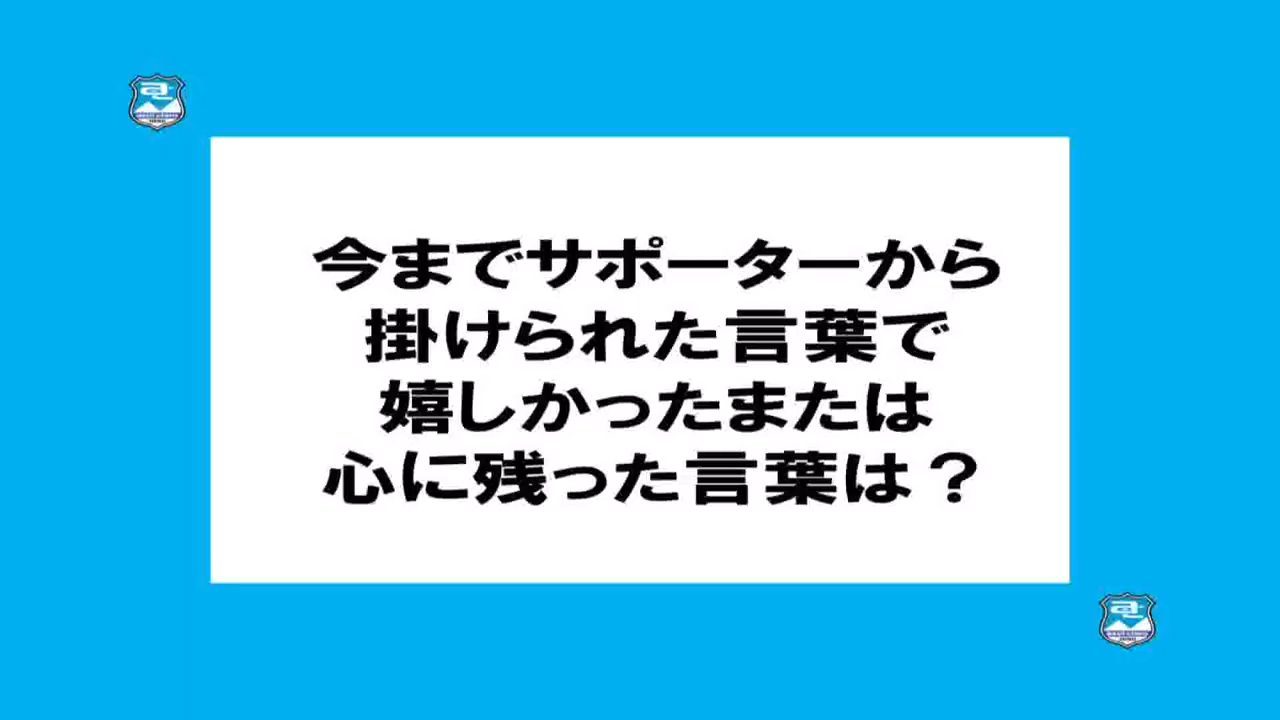 今までサポーターから
掛けられた言葉で
嬉しかったまたは
心に残った言葉は？